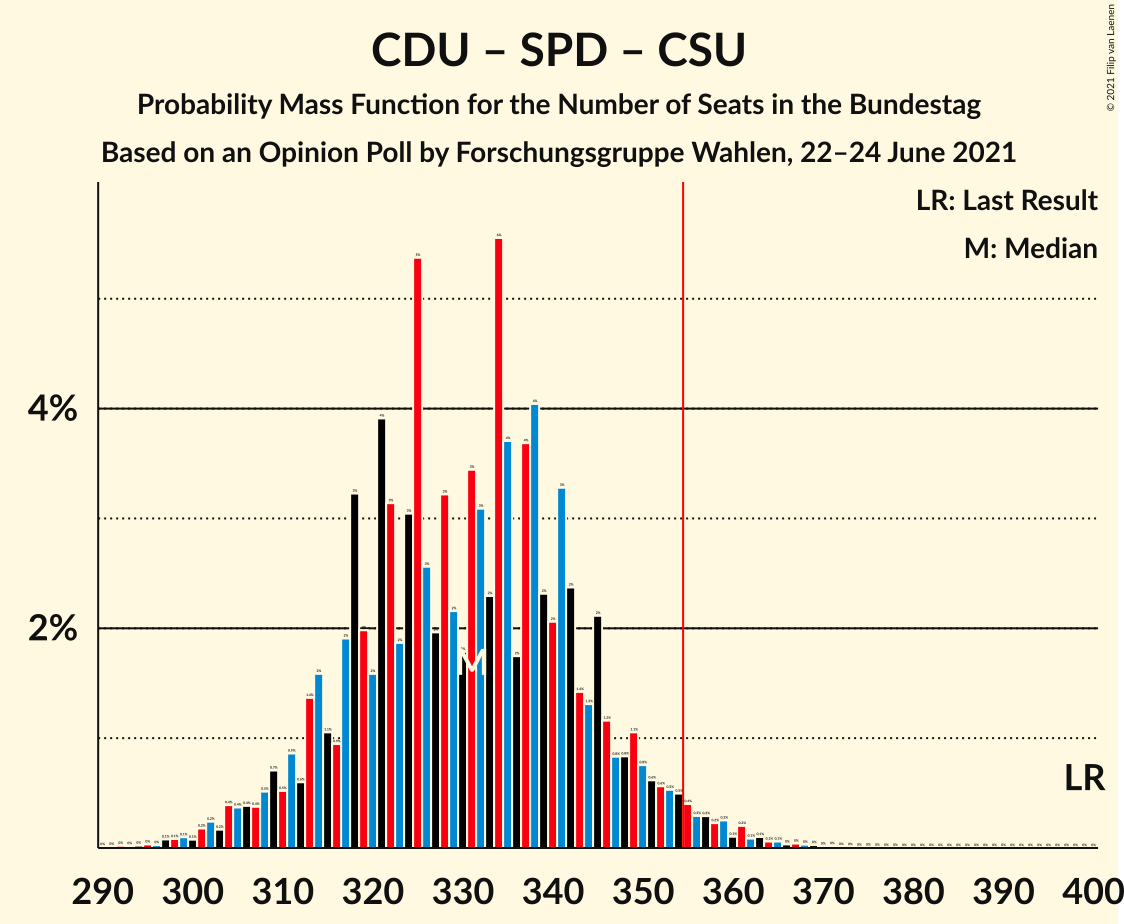 CDU – SPD – CSU
Probability Mass Function for the Number of Seats in the Bundestag
Based on an Opinion Poll by Forschungsgruppe Wahlen, 22–24 June 2021
© 2021 Filip van Laenen
LR: Last Result
M: Median
4%
2%
M
LR
290 300 310 320 330 340 350 360 370 380 390 400